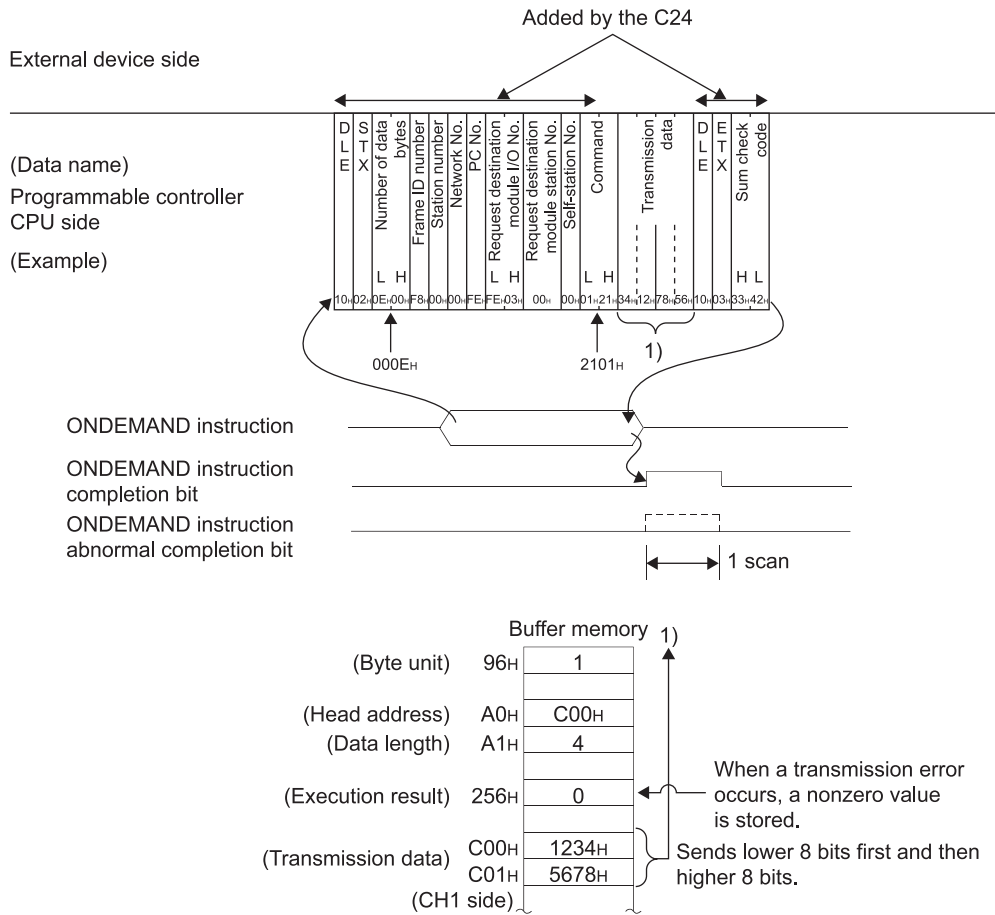 Added by the C24
External device side
(Data name)
Programmable controller
CPU side
(Example)
DLE
STX
Number of data
bytes
L H
Frame ID number
Station number
Network No.
PC No.
Request destination
module I/O No.
L H
Request destination
module station No.
Self-station No.
Command
L H
Transmission
data
DLE
ETX
Sum check
code
H L
10H 02H 0EH 00H F8H 00H 00H FEH FEH 03H 00H 00H 01H 21H 34H 12H 78H 56H 10H 03H 33H 42H
000EH
2101H
1)
ONDEMAND instruction
ONDEMAND instruction
completion bit
ONDEMAND instruction
abnormal completion bit
1 scan
Buffer memory 1)
(Byte unit) 96H 1
(Head address) A0H C00H
(Data length) A1H 4
(Execution result) 256H 0
When a transmission error
occurs, a nonzero value
is stored.
(Transmission data) C00H 1234H
C01H 5678H
Sends lower 8 bits first and then
higher 8 bits.
(CH1 side)